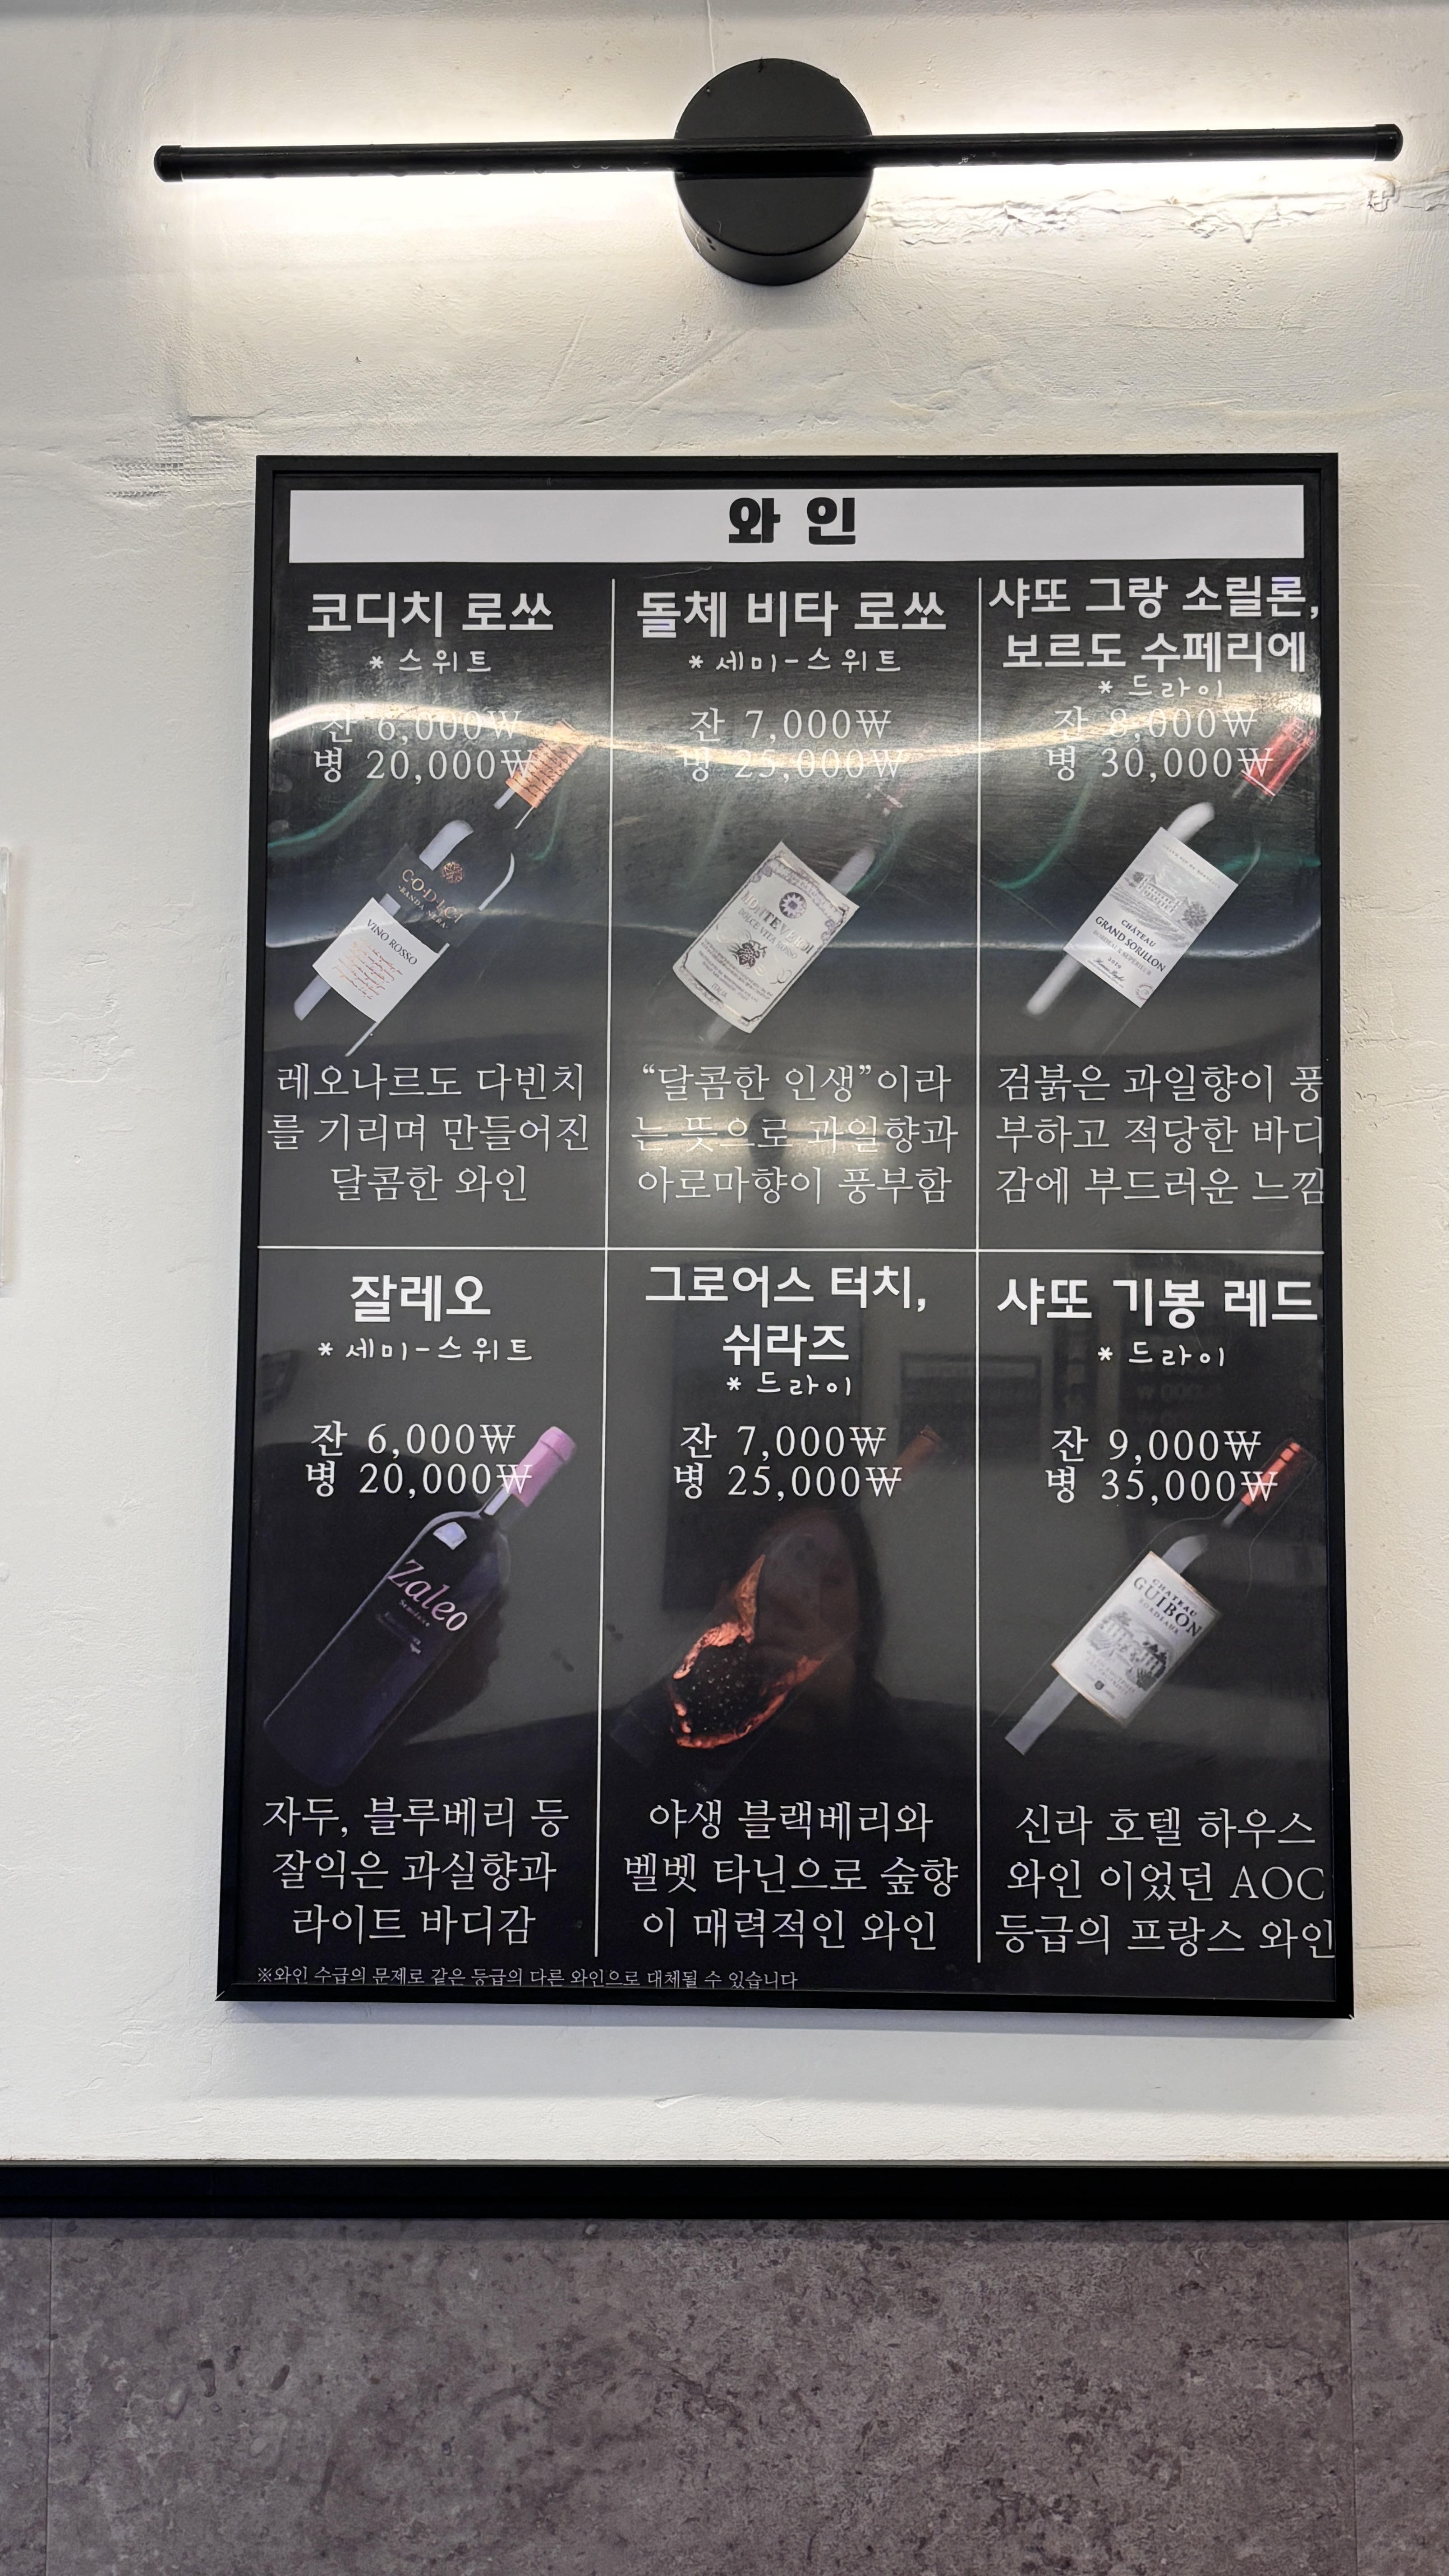 와인
코디치 로쏘
* 스위트
잔 6,000₩
병 20,000₩
C·O·D·I·C·I
VINO ROSSO
레오나르도 다빈치
를 기리며 만들어진
달콤한 와인
돌체 비타 로쏘
* 세미-스위트
잔 7,000₩
병 25,000₩
DOLCE VITA ROSSO
ITALIA
“달콤한 인생”이라
는 뜻으로 과일향과
아로마향이 풍부함
샤또 그랑 소릴론,
보르도 수페리에
* 드라이
잔 8,000₩
병 30,000₩
CHÂTEAU
GRAND SORILLON
BORDEAUX SUPÉRIEUR
검붉은 과일향이 풍
부하고 적당한 바디
감에 부드러운 느낌
잘레오
* 세미-스위트
잔 6,000₩
병 20,000₩
Zaleo
자두, 블루베리 등
잘익은 과실향과
라이트 바디감
그로어스 터치,
쉬라즈
* 드라이
잔 7,000₩
병 25,000₩
야생 블랙베리와
벨벳 타닌으로 숲향
이 매력적인 와인
샤또 기봉 레드
* 드라이
잔 9,000₩
병 35,000₩
CHATEAU
GUIBON
BORDEAUX
신라 호텔 하우스
와인 이었던 AOC
등급의 프랑스 와인
※와인 수급의 문제로 같은 등급의 다른 와인으로 대체될 수 있습니다